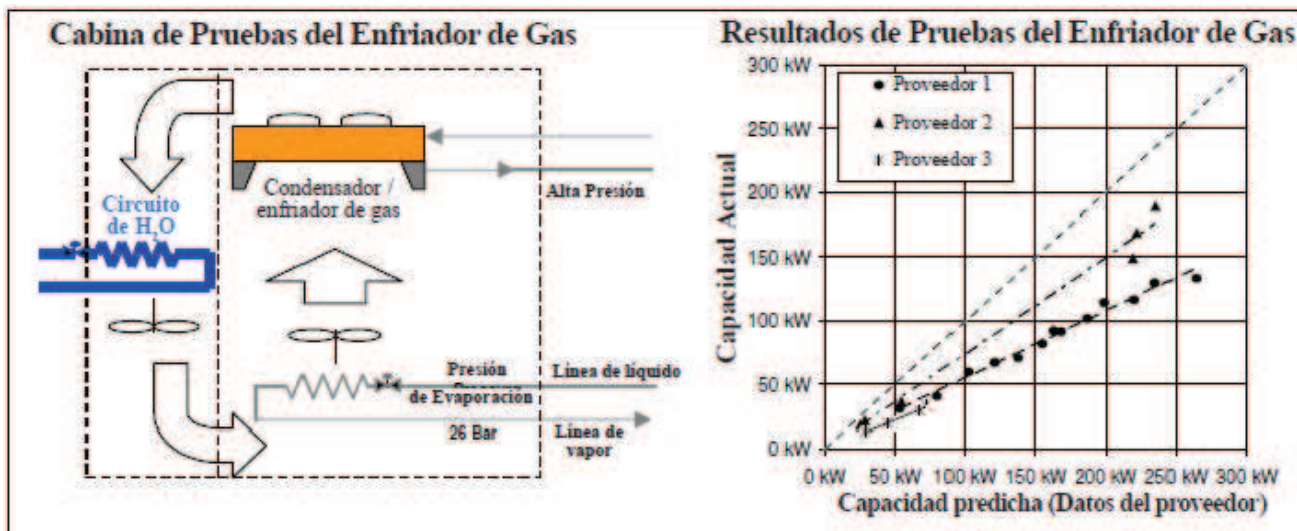 Cabina de Pruebas del Enfriador de Gas
Condensador /
enfriador de gas
Alta Presión
Circuito
de H₂O
Presión
de Evaporación
26 Bar
Línea de líquido
Línea de
vapor
Resultados de Pruebas del Enfriador de Gas
300 kW
250 kW
200 kW
150 kW
100 kW
50 kW
0 kW
Capacidad Actual
Proveedor 1
Proveedor 2
Proveedor 3
0 kW 50 kW 100 kW 150 kW 200 kW 250 kW 300 kW
Capacidad predicha (Datos del proveedor)